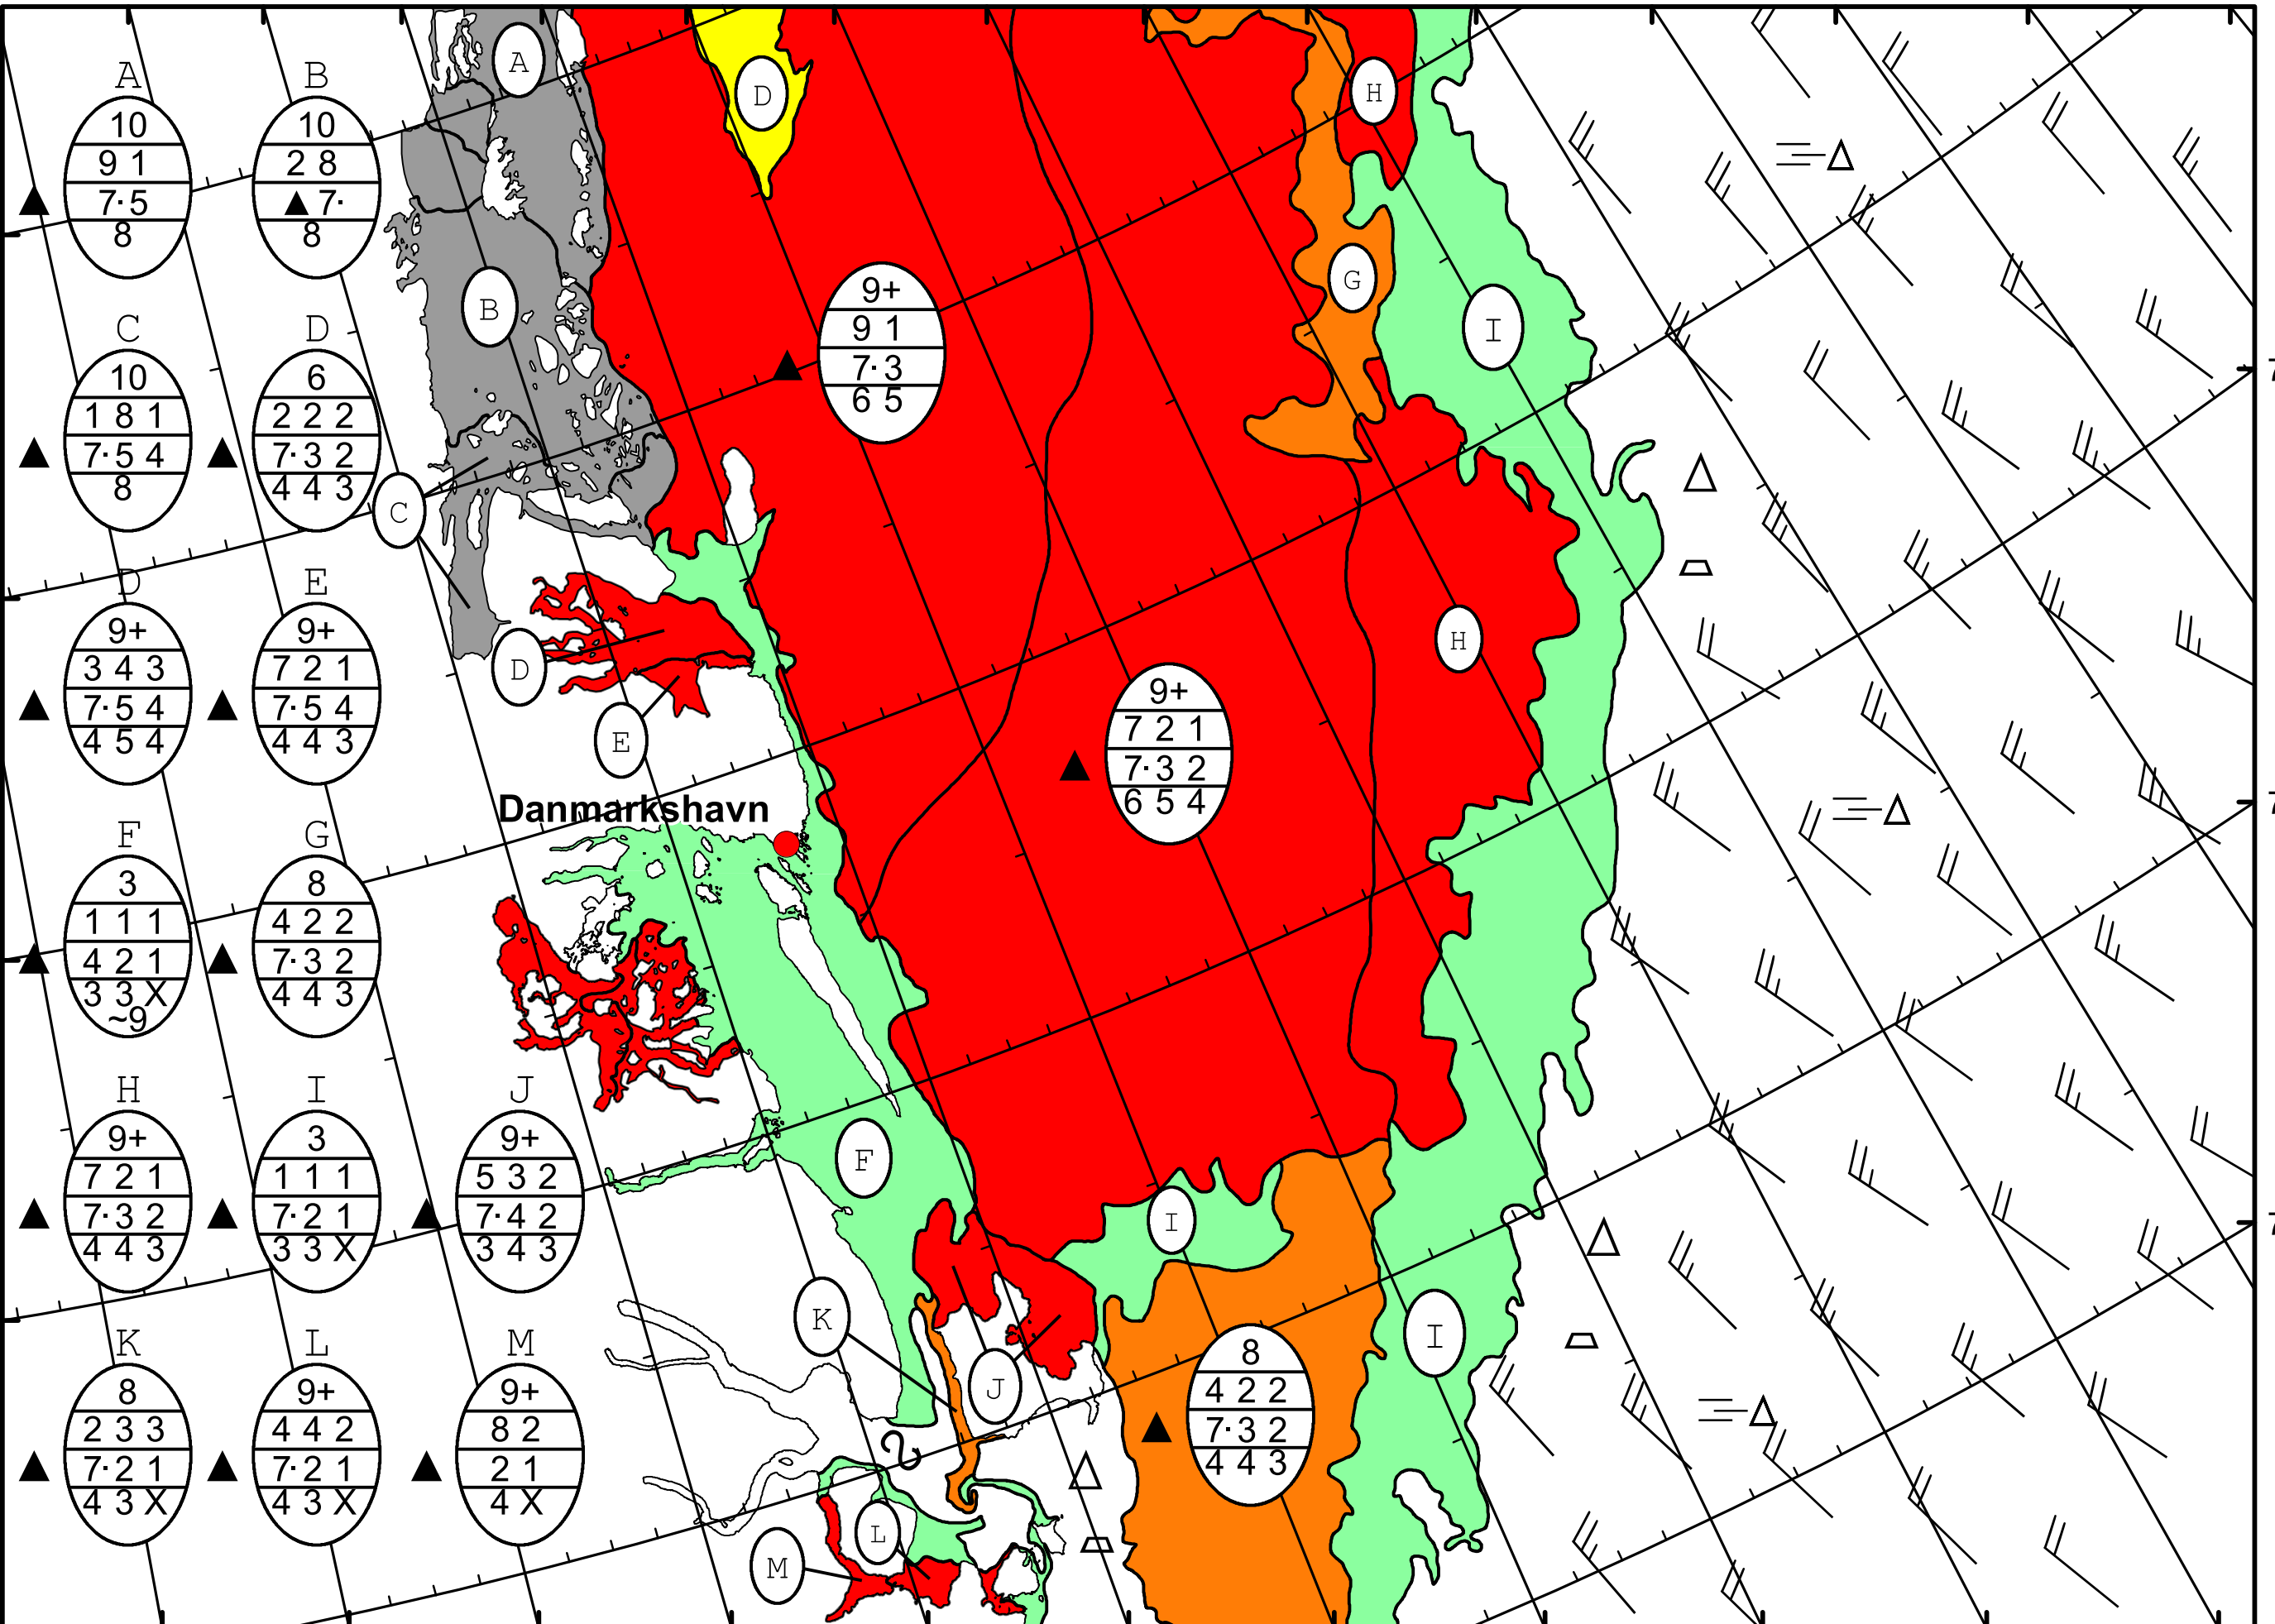 A
10
9 1
7·5
8
B
10
2 8
▲7·
8
C
10
1 8 1
7·5 4
8
D
6
2 2 2
7·3 2
4 4 3
D
9+
3 4 3
7·5 4
4 5 4
E
9+
7 2 1
7·5 4
4 4 3
F
3
1 1 1
4 2 1
3 3 X
~9
G
8
4 2 2
7·3 2
4 4 3
H
9+
7 2 1
7·3 2
4 4 3
I
3
1 1 1
7·2 1
3 3 X
J
9+
5 3 2
7·4 2
3 4 3
K
8
2 3 3
7·2 1
4 3 X
L
9+
4 4 2
7·2 1
4 3 X
M
9+
8 2
2 1
4 X
A
D
H
B
G
I
9+
9 1
7·3
6 5
C
D
E
H
9+
7 2 1
7·3 2
6 5 4
Danmarkshavn
F
I
K
J
I
8
4 2 2
7·3 2
4 4 3
L
M
7
7
7